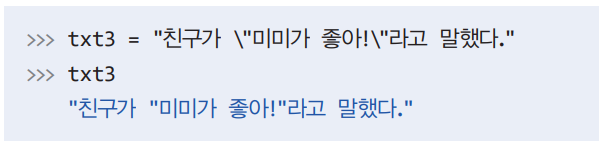 >>> txt3 = "친구가 \"미미가 좋아!\"라고 말했다."
>>> txt3
"친구가 "미미가 좋아!"라고 말했다."